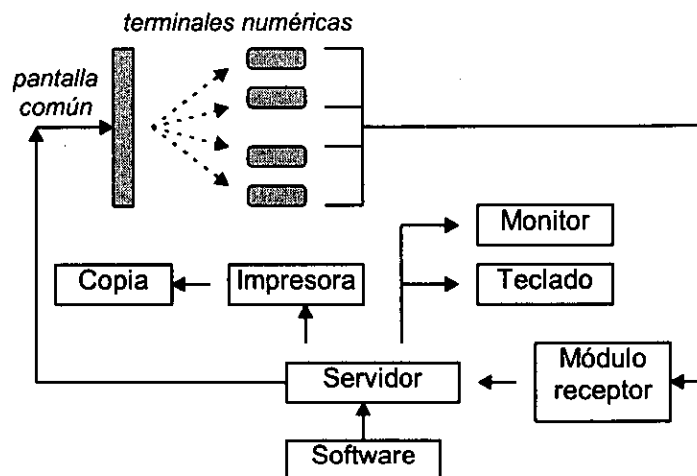 terminales numéricas
pantalla
común
Monitor
Copia
Impresora
Teclado
Servidor
Módulo
receptor
Software